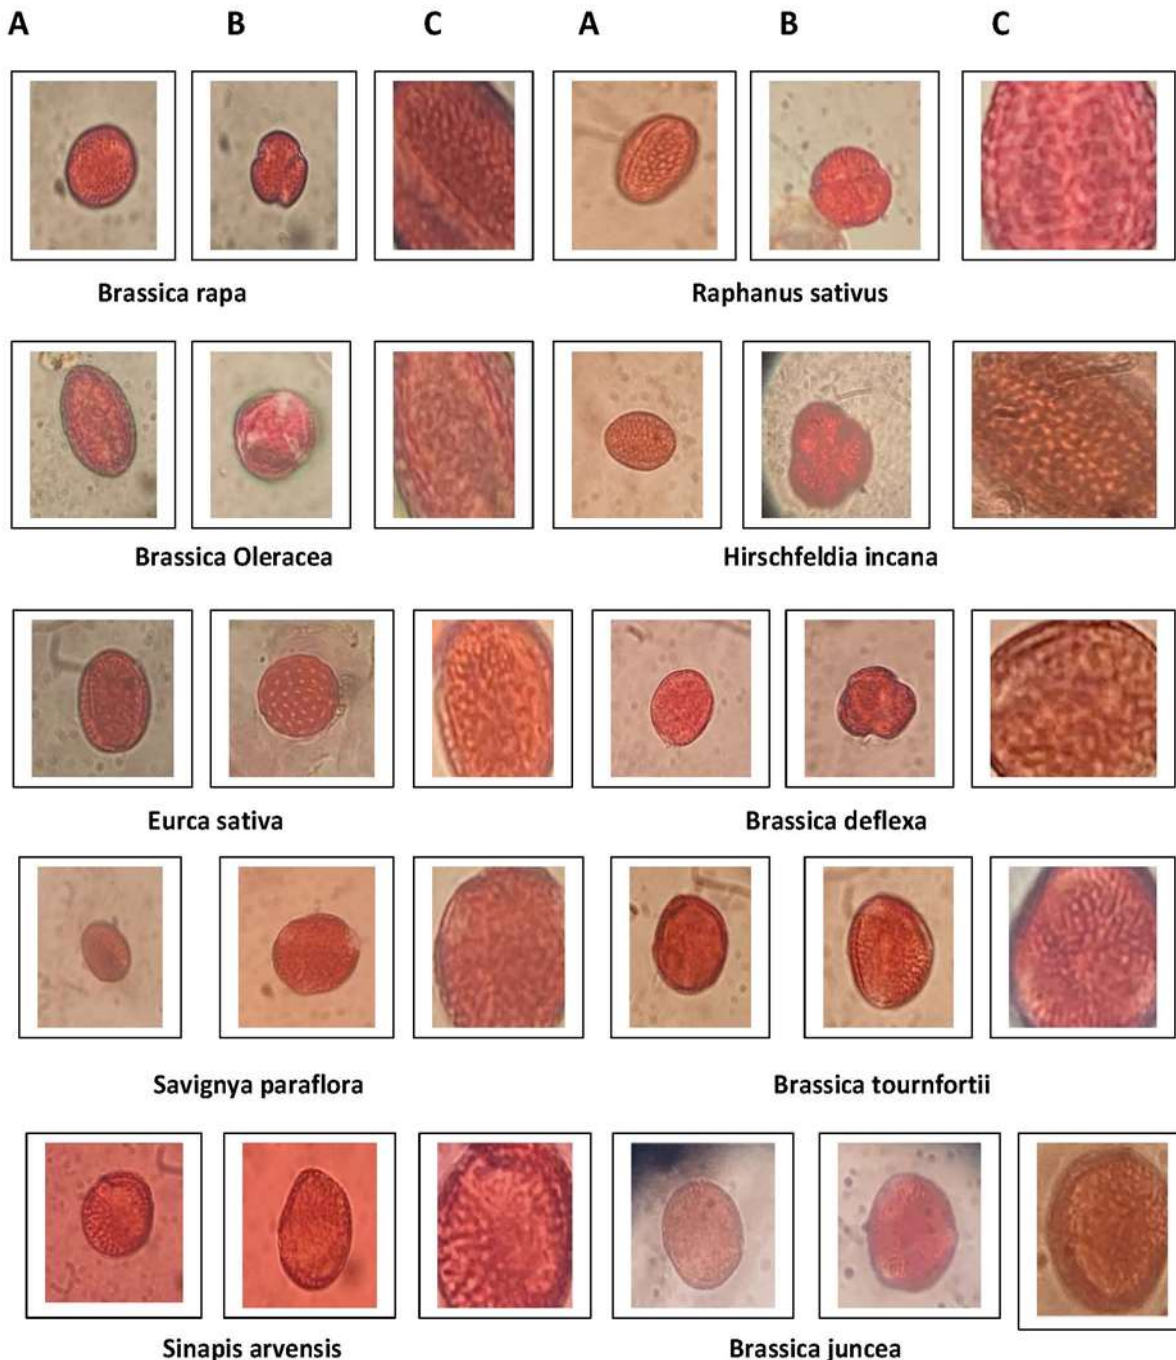 A B C A B C
Brassica rapa Raphanus sativus
Brassica Oleracea Hirschfeldia incana
Eurca sativa Brassica deflexa
Savignya paraflora Brassica tournfortii
Sinapis arvensis Brassica juncea